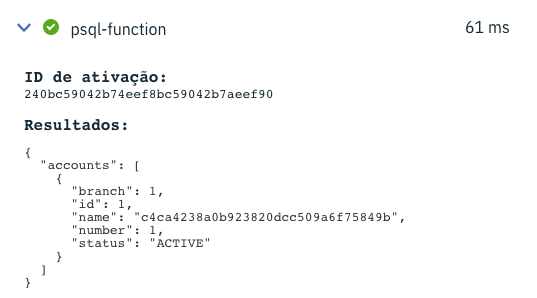 psql-function 61 ms
ID de ativação:
240bc59042b74eef8bc59042b7aeef90
Resultados:
{
  "accounts": [
    {
      "branch": 1,
      "id": 1,
      "name": "c4ca4238a0b923820dcc509a6f75849b",
      "number": 1,
      "status": "ACTIVE"
    }
  ]
}